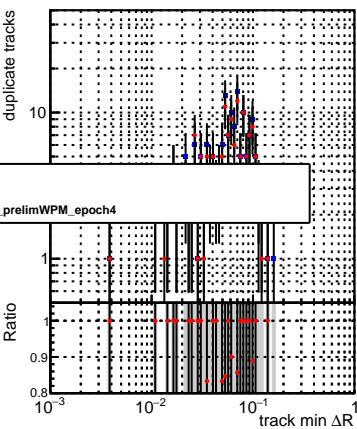 duplicate tracks
10
_prelimWPM_epoch4
1
Ratio
1
0.9
0.8
10⁻³ 10⁻² 10⁻¹ 1
track min ΔR